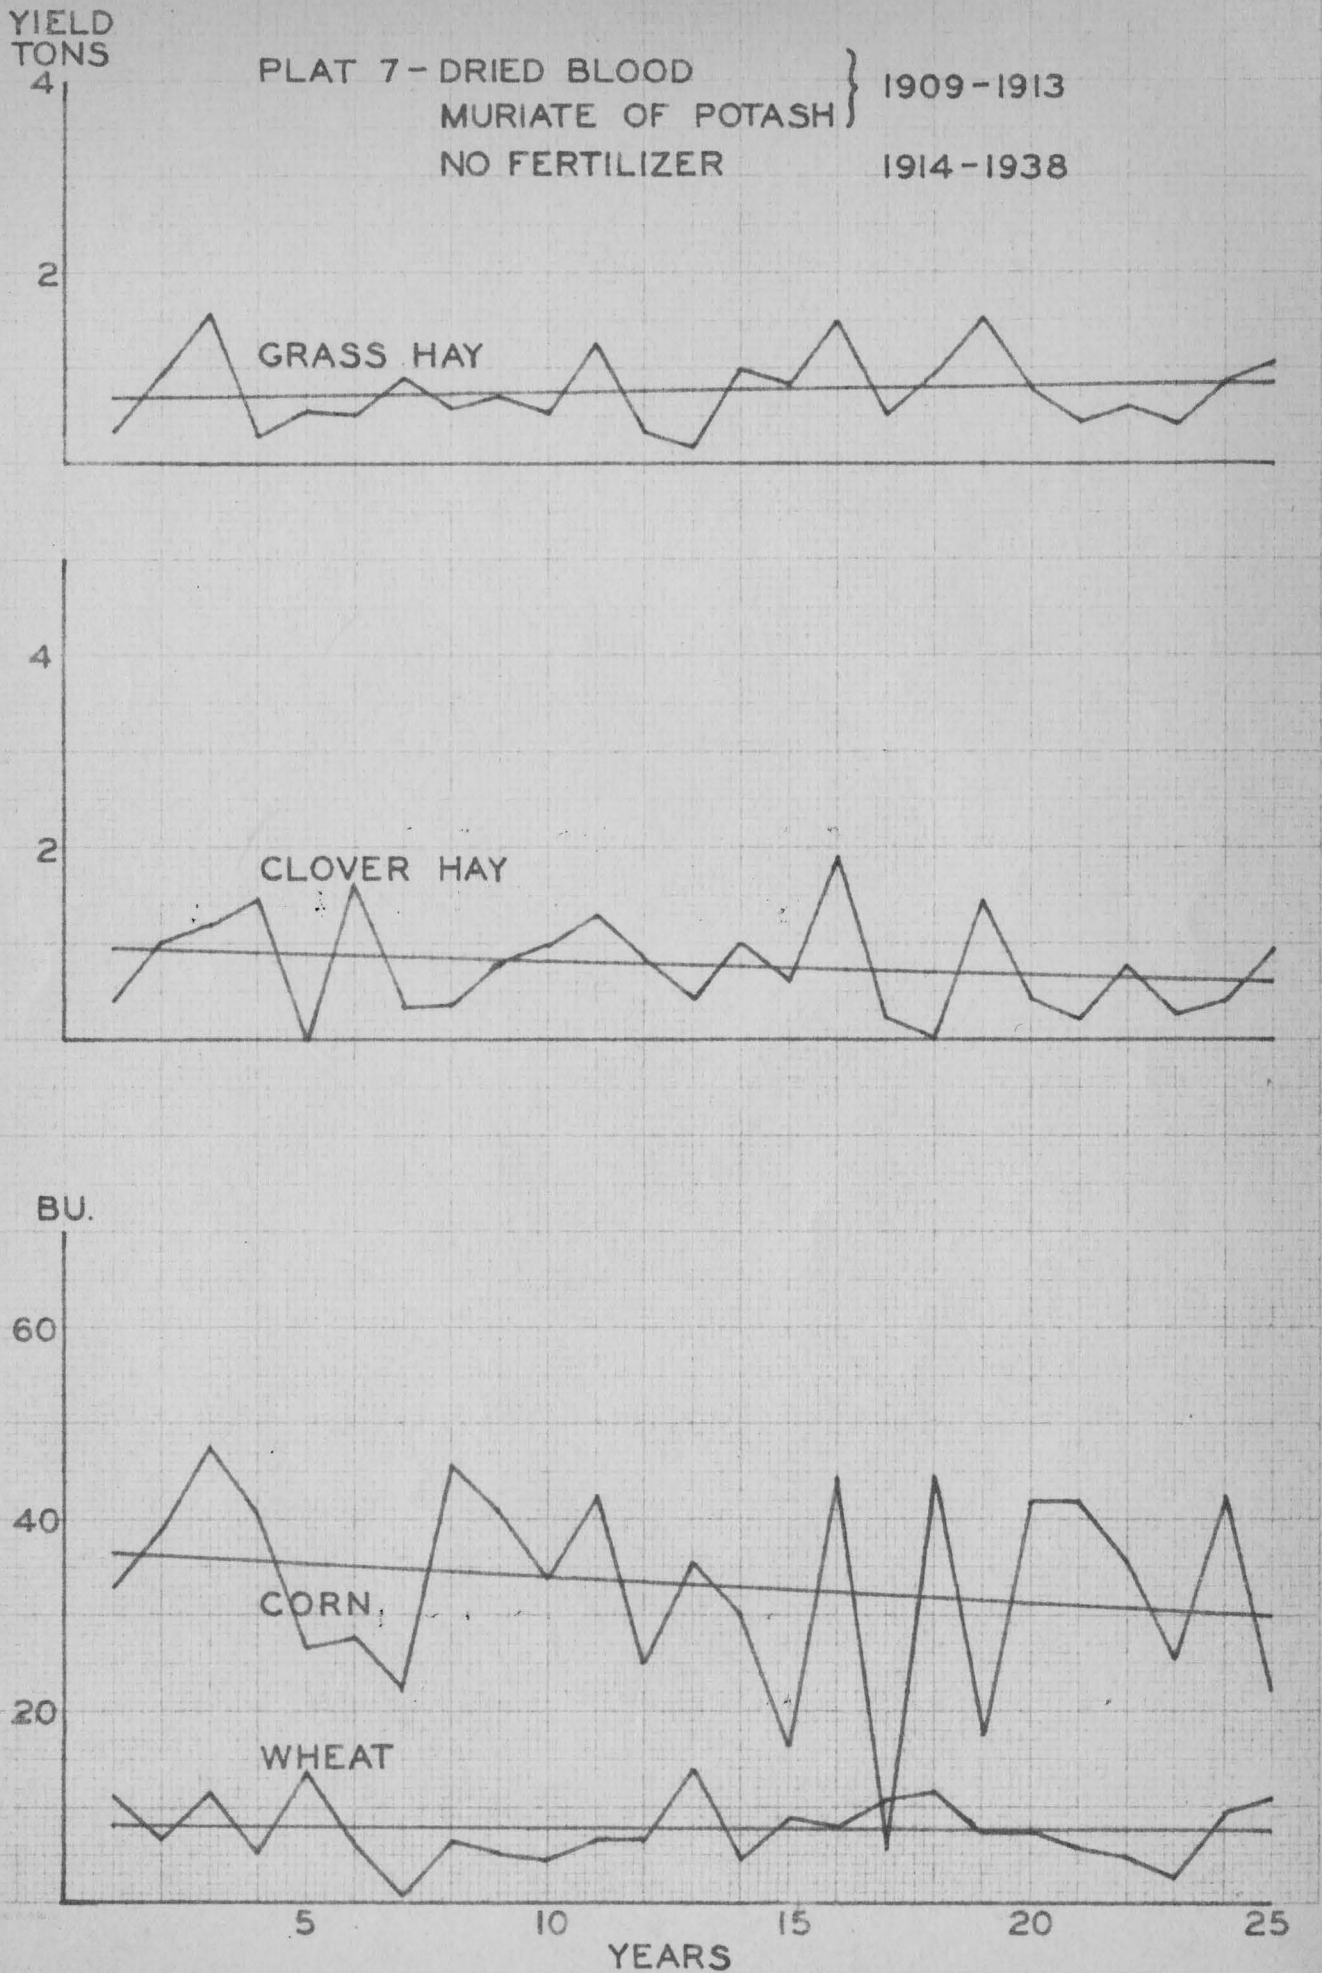 YIELD
TONS
PLAT 7 - DRIED BLOOD } 1909-1913
MURIATE OF POTASH
NO FERTILIZER 1914-1938
4
2
GRASS HAY
4
2
CLOVER HAY
BU.
60
40
CORN
20
WHEAT
5 10 15 20 25
YEARS